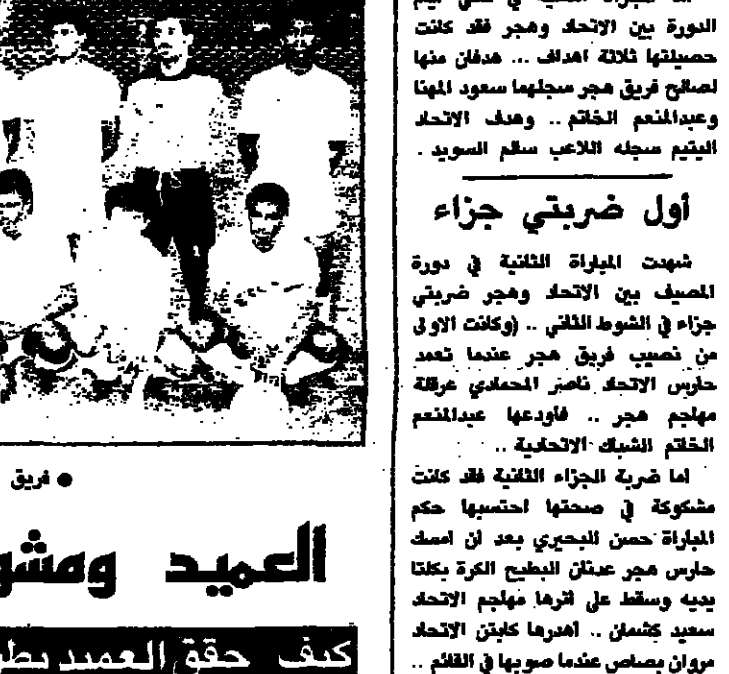 الدورة بين الاتحاد وهجر فقد كانت
حصيلتها ثلاثة اهداف ... هدفان منها
لصالح فريق هجر سجلهما سعود المهنا
وعبدالمنعم الخاتم .. وهدف الاتحاد
اليتيم سجله اللاعب سالم السويد .
أول ضربتي جزاء
شهدت المباراة الثانية في دورة
المصيف بين الاتحاد وهجر ضربتي
جزاء في الشوط الثاني .. (وكانت الاولى
من نصيب فريق هجر عندما تعمد
حارس الاتحاد ناصر المحمادي عرقلة
مهاجم هجر .. فأودعها عبدالمنعم
الخاتم الشباك الاتحادية ..
اما ضربة الجزاء الثانية فقد كانت
مشكوكة في صحتها احتسبها حكم
المباراة حسن البحيري بعد ان امسك
حارس هجر عدنان البطيح الكرة بكلتا
يديه وسقط على أثرها مهاجم الاتحاد
سعيد كشمان .. أهدرها كابتن الاتحاد
مروان بصاص عندما صوبها في القائم ..
● فريق
العميد
كيف حقق العميد